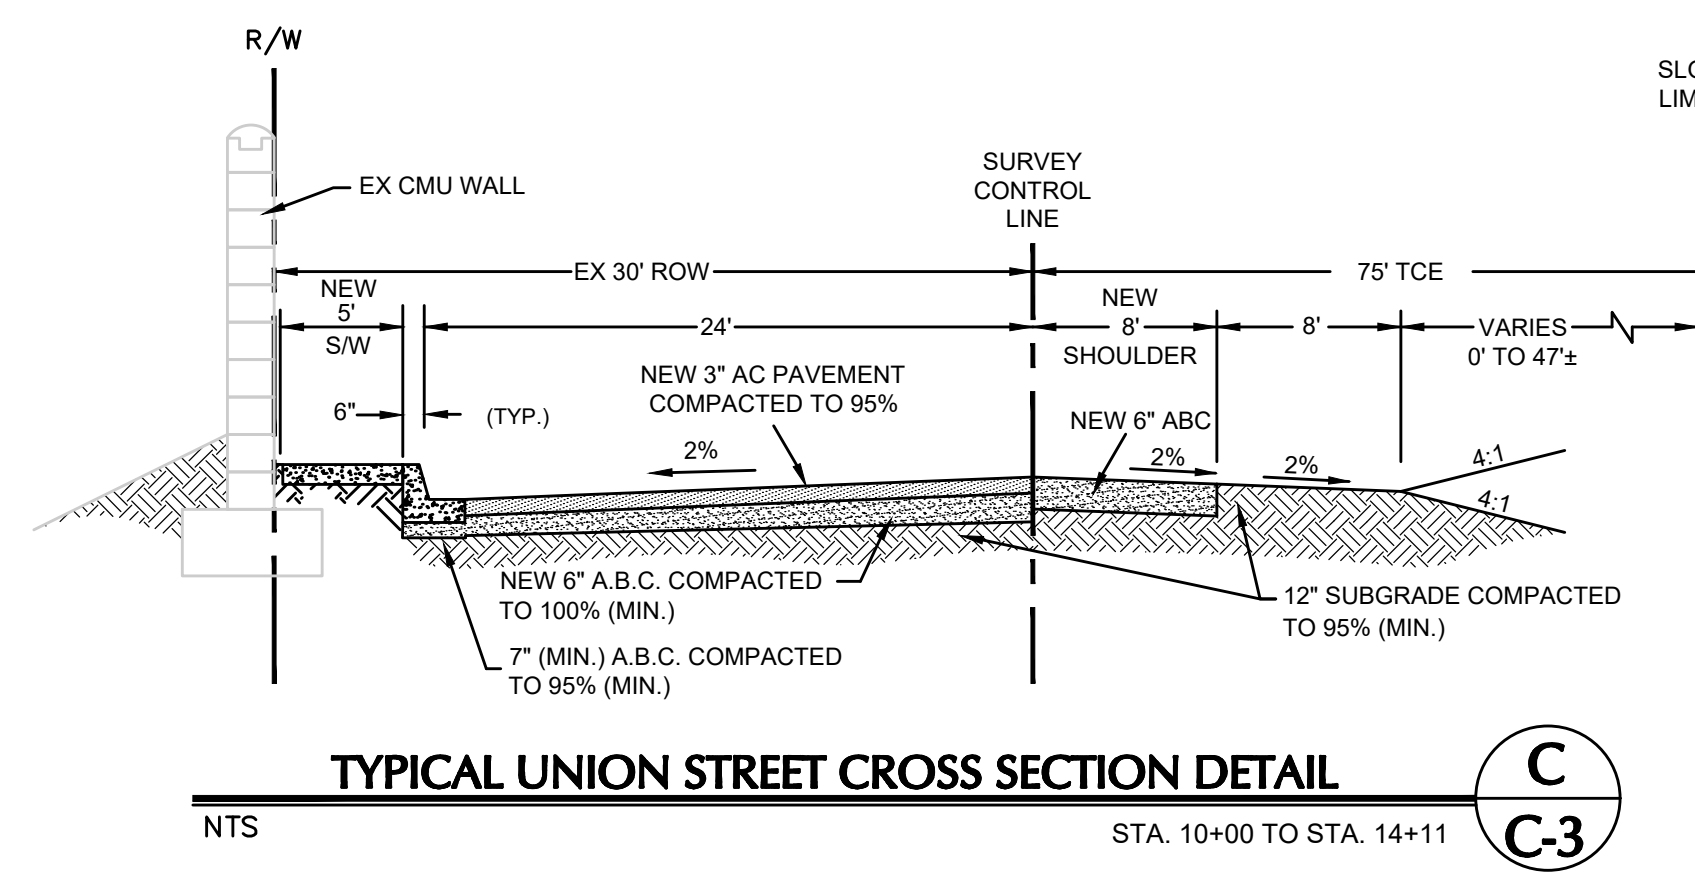 R/W
SLO
LIM
SURVEY
CONTROL
LINE
EX CMU WALL
EX 30' ROW
75' TCE
NEW
5'
S/W
24'
NEW
8'
SHOULDER
8'
VARIES
0' TO 47'±
NEW 3" AC PAVEMENT
COMPACTED TO 95%
6"
(TYP.)
NEW 6" ABC
2%
2%
2%
4:1
4:1
NEW 6" A.B.C. COMPACTED
TO 100% (MIN.)
12" SUBGRADE COMPACTED
TO 95% (MIN.)
7" (MIN.) A.B.C. COMPACTED
TO 95% (MIN.)
TYPICAL UNION STREET CROSS SECTION DETAIL
C
C-3
NTS
STA. 10+00 TO STA. 14+11